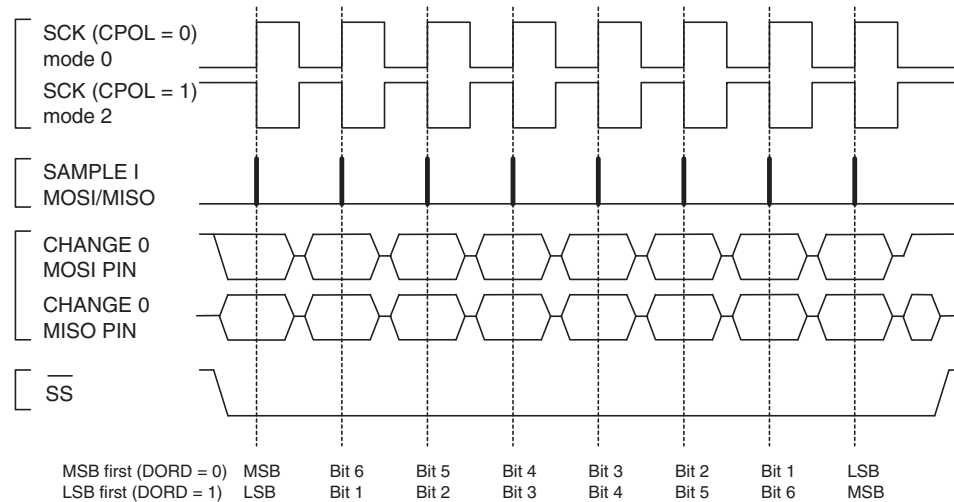 SCK (CPOL = 0)
mode 0
SCK (CPOL = 1)
mode 2
SAMPLE I
MOSI/MISO
CHANGE 0
MOSI PIN
CHANGE 0
MISO PIN
SS
MSB first (DORD = 0) MSB Bit 6 Bit 5 Bit 4 Bit 3 Bit 2 Bit 1 LSB
LSB first (DORD = 1) LSB Bit 1 Bit 2 Bit 3 Bit 4 Bit 5 Bit 6 MSB